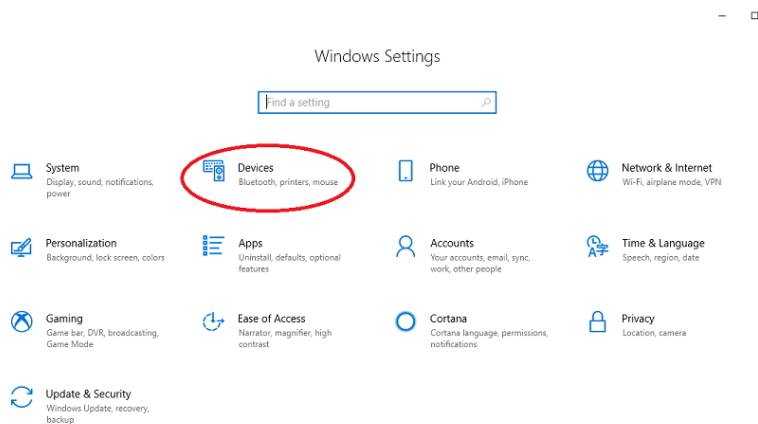 Windows Settings
Find a setting
System
Display, sound, notifications,
power
Devices
Bluetooth, printers, mouse
Phone
Link your Android, iPhone
Network & Internet
Wi-Fi, airplane mode, VPN
Personalization
Background, lock screen, colors
Apps
Uninstall, defaults, optional
features
Accounts
Your accounts, email, sync,
work, other people
Time & Language
Speech, region, date
Gaming
Game bar, DVR, broadcasting,
Game Mode
Ease of Access
Narrator, magnifier, high
contrast
Cortana
Cortana language, permissions,
notifications
Privacy
Location, camera
Update & Security
Windows Update, recovery,
backup